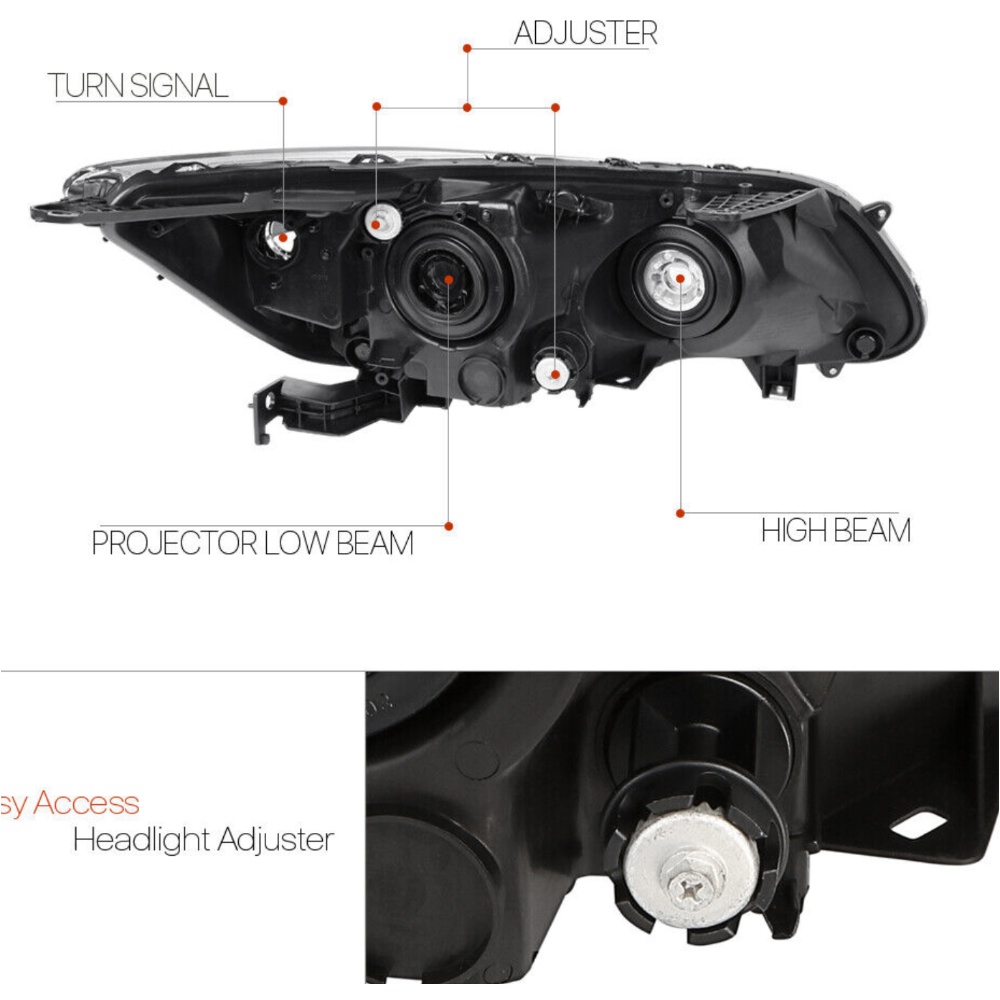 ADJUSTER
TURN SIGNAL
PROJECTOR LOW BEAM
HIGH BEAM
sy Access
Headlight Adjuster